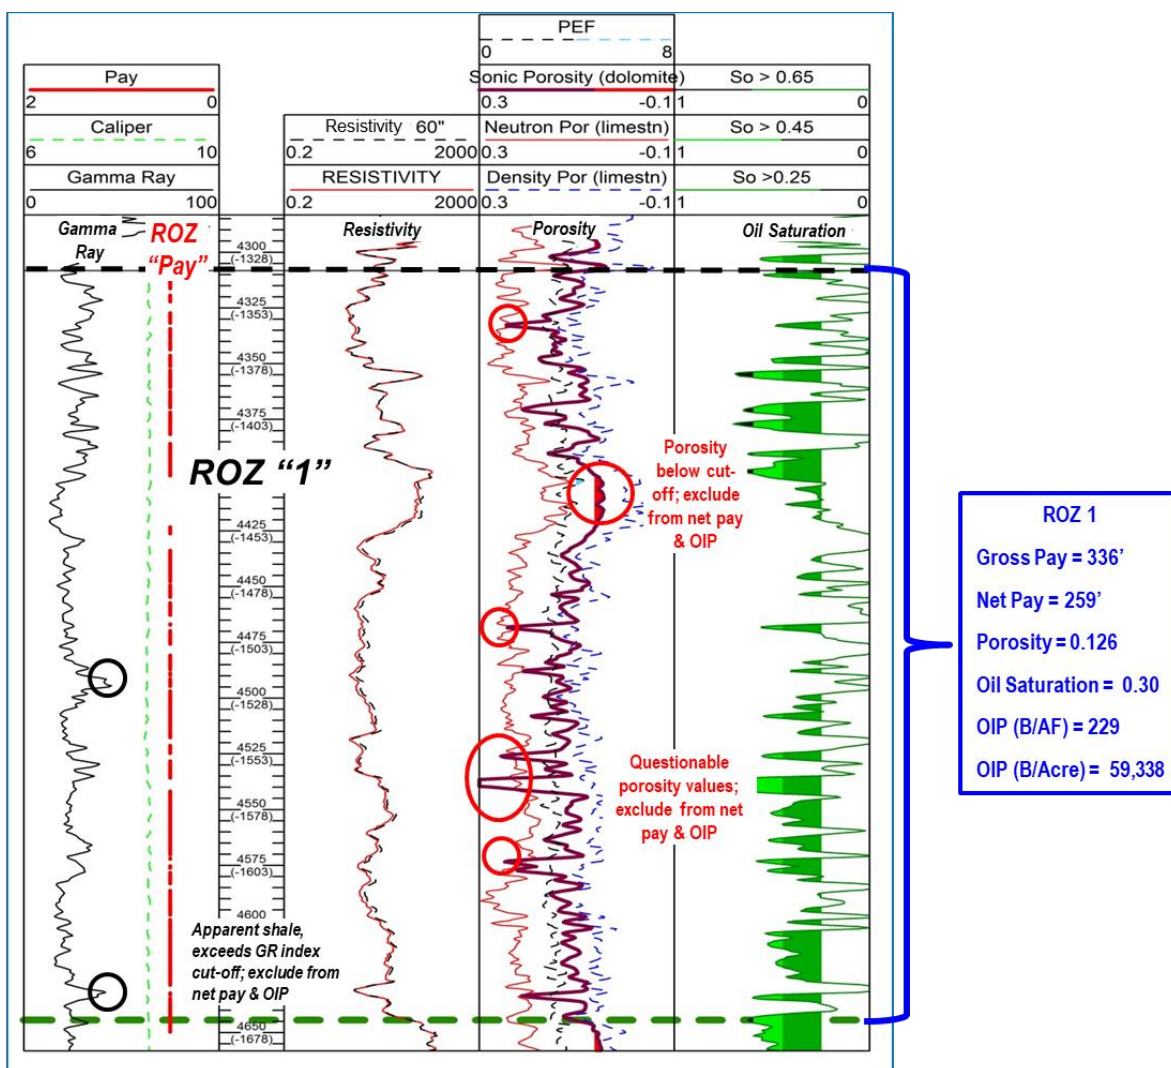 PEF
0 8
Pay
2 0
Sonic Porosity (dolomite)
0.3 -0.1
So > 0.65
1 0
Caliper
6 10
Resistivity 60"
0.2 2000
Neutron Por (limestn)
0.3 -0.1
So > 0.45
1 0
Gamma Ray
0 100
RESISTIVITY
0.2 2000
Density Por (limestn)
0.3 -0.1
So >0.25
1 0
Gamma
Ray
ROZ
“Pay”
Resistivity
Porosity
Oil Saturation
4300
(-1328)
4325
(-1353)
4350
(-1378)
4375
(-1403)
ROZ “1”
4425
(-1453)
4450
(-1478)
4475
(-1503)
4500
(-1528)
4525
(-1553)
4550
(-1578)
4575
(-1603)
4600
4650
(-1678)
Porosity
below cut-
off; exclude
from net pay
& OIP
Questionable
porosity values;
exclude from net
pay & OIP
Apparent shale,
exceeds GR index
cut-off; exclude from
net pay & OIP
ROZ 1
Gross Pay = 336’
Net Pay = 259’
Porosity = 0.126
Oil Saturation = 0.30
OIP (B/AF) = 229
OIP (B/Acre) = 59,338